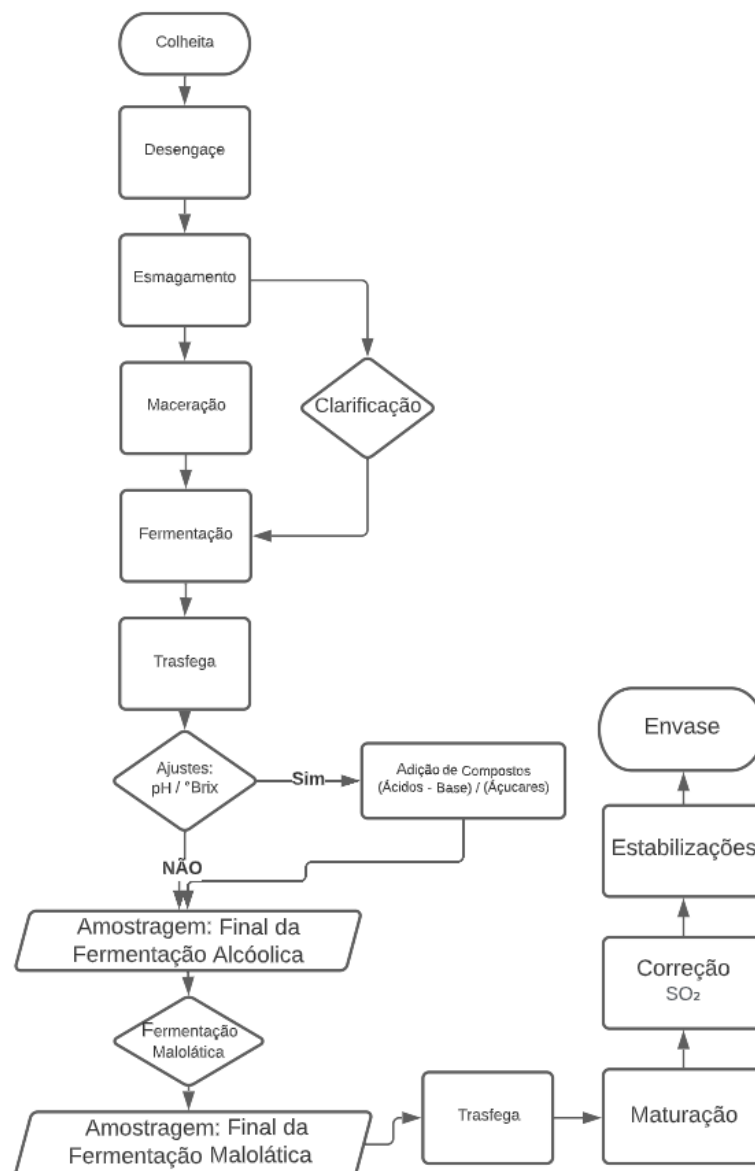 Colheita
Desengaçe
Esmagamento
Maceração
Clarificação
Fermentação
Trasfega
Ajustes:
pH / °Brix
Sim
Adição de Compostos
(Ácidos - Base) / (Áçucares)
NÃO
Amostragem: Final da
Fermentação Alcóolica
Fermentação
Malolática
Amostragem: Final da
Fermentação Malolática
Trasfega
Maturação
Correção
SO₂
Estabilizações
Envase